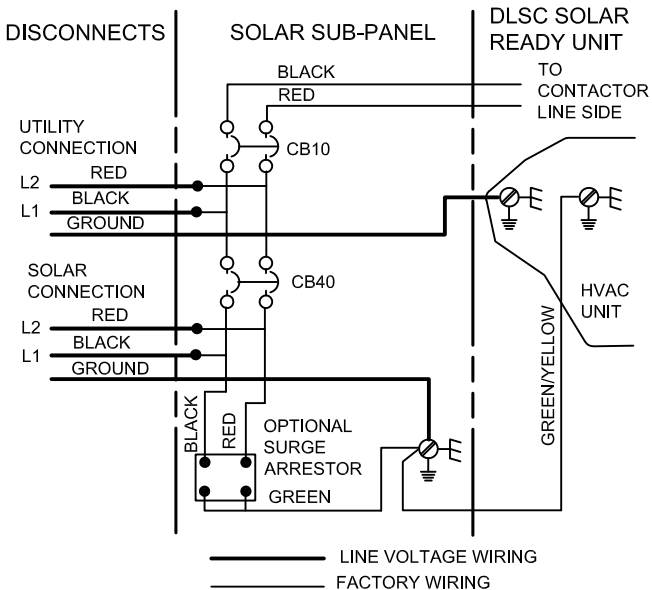 DISCONNECTS
SOLAR SUB-PANEL
DLSC SOLAR
READY UNIT
BLACK
RED
TO
CONTACTOR
LINE SIDE
UTILITY
CONNECTION
CB10
L2
RED
L1
BLACK
GROUND
SOLAR
CONNECTION
CB40
HVAC
UNIT
L2
RED
L1
BLACK
GROUND
GREEN/YELLOW
BLACK
RED
OPTIONAL
SURGE
ARRESTOR
GREEN
LINE VOLTAGE WIRING
FACTORY WIRING